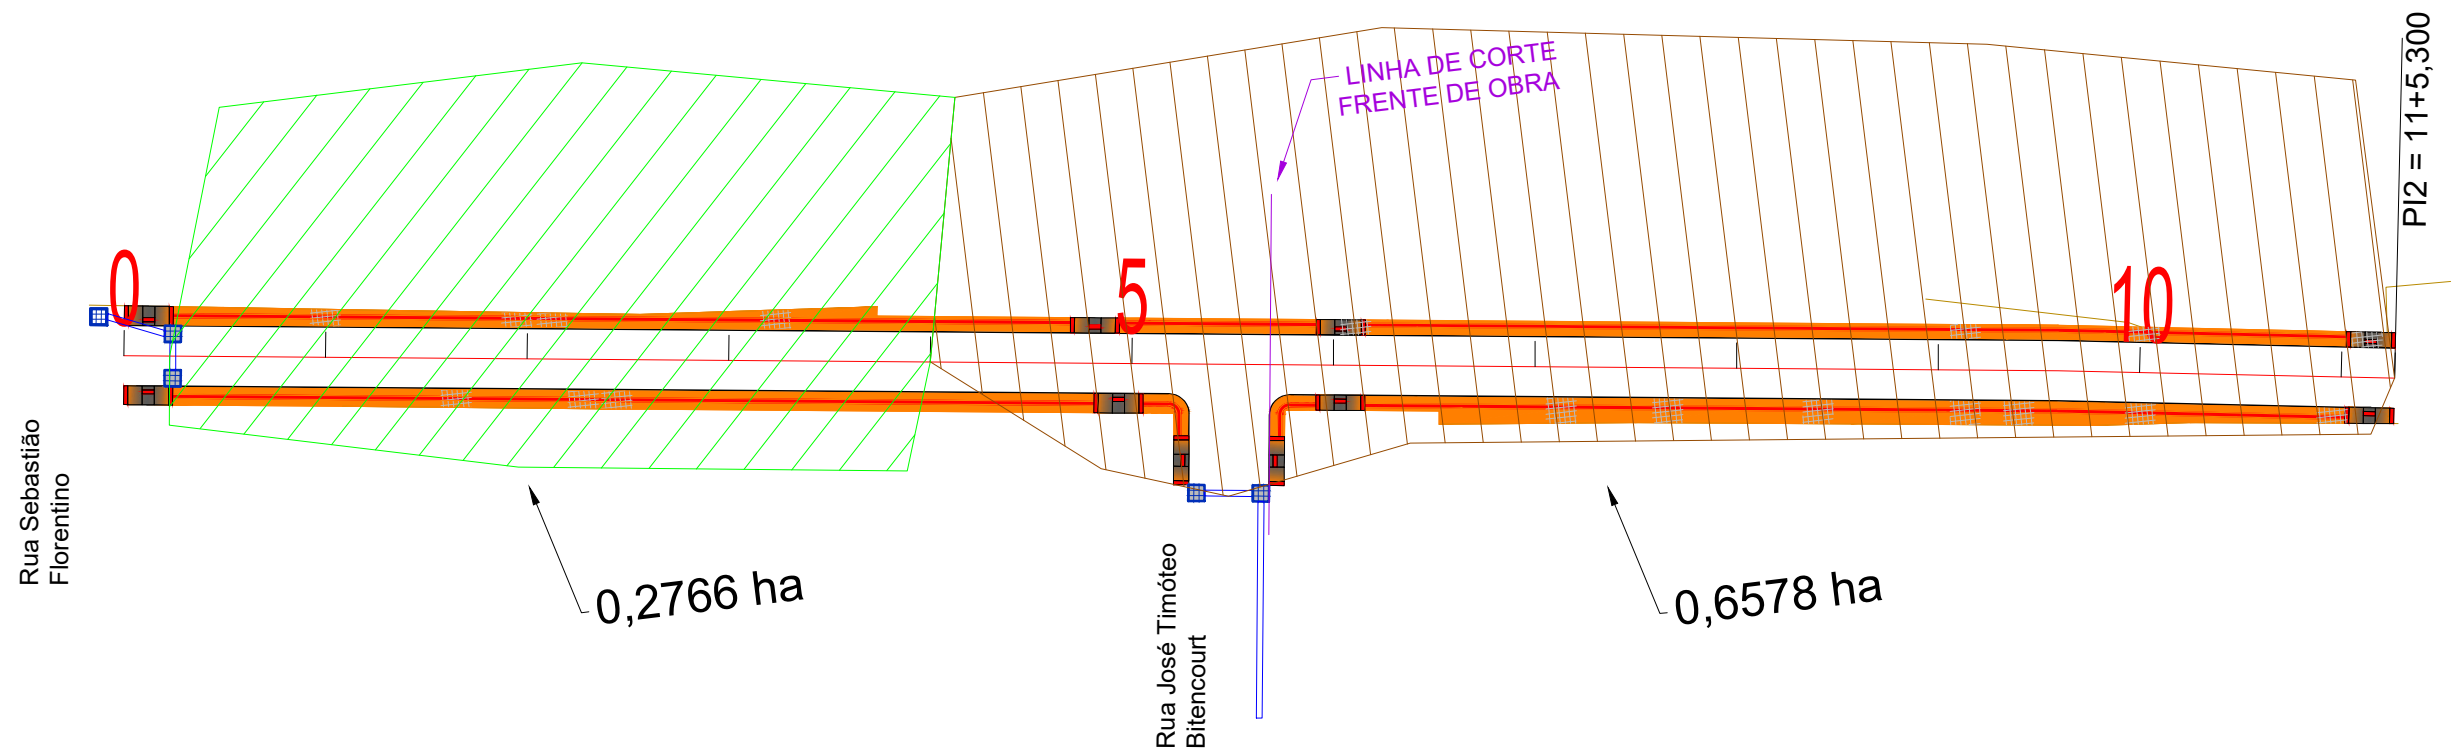 LINHA DE CORTE
FRENTE DE OBRA
PI2 = 11+5,300
0
5
10
Rua Sebastião
Florentino
0,2766 ha
Rua José Timóteo
Bitencourt
0,6578 ha